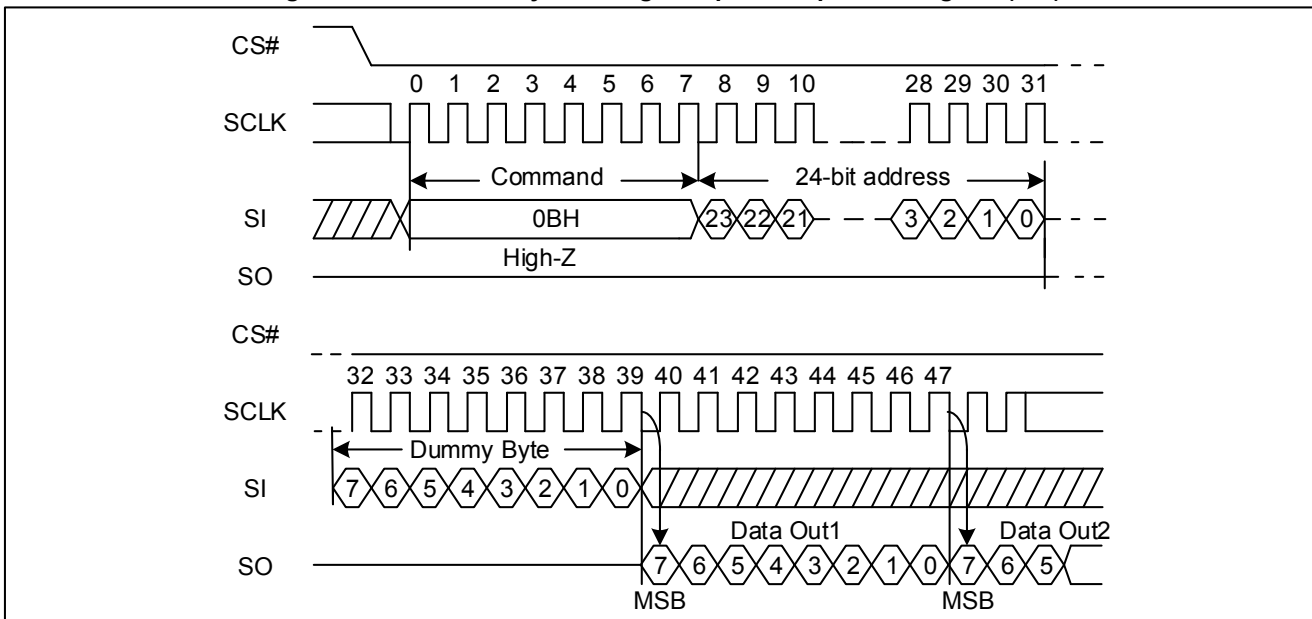 CS#
0 1 2 3 4 5 6 7 8 9 10 28 29 30 31
SCLK
Command 24-bit address
SI 0BH 23 22 21 3 2 1 0
High-Z
SO
CS#
32 33 34 35 36 37 38 39 40 41 42 43 44 45 46 47
SCLK
Dummy Byte
SI 7 6 5 4 3 2 1 0
Data Out1 Data Out2
SO 7 6 5 4 3 2 1 0 7 6 5
MSB MSB